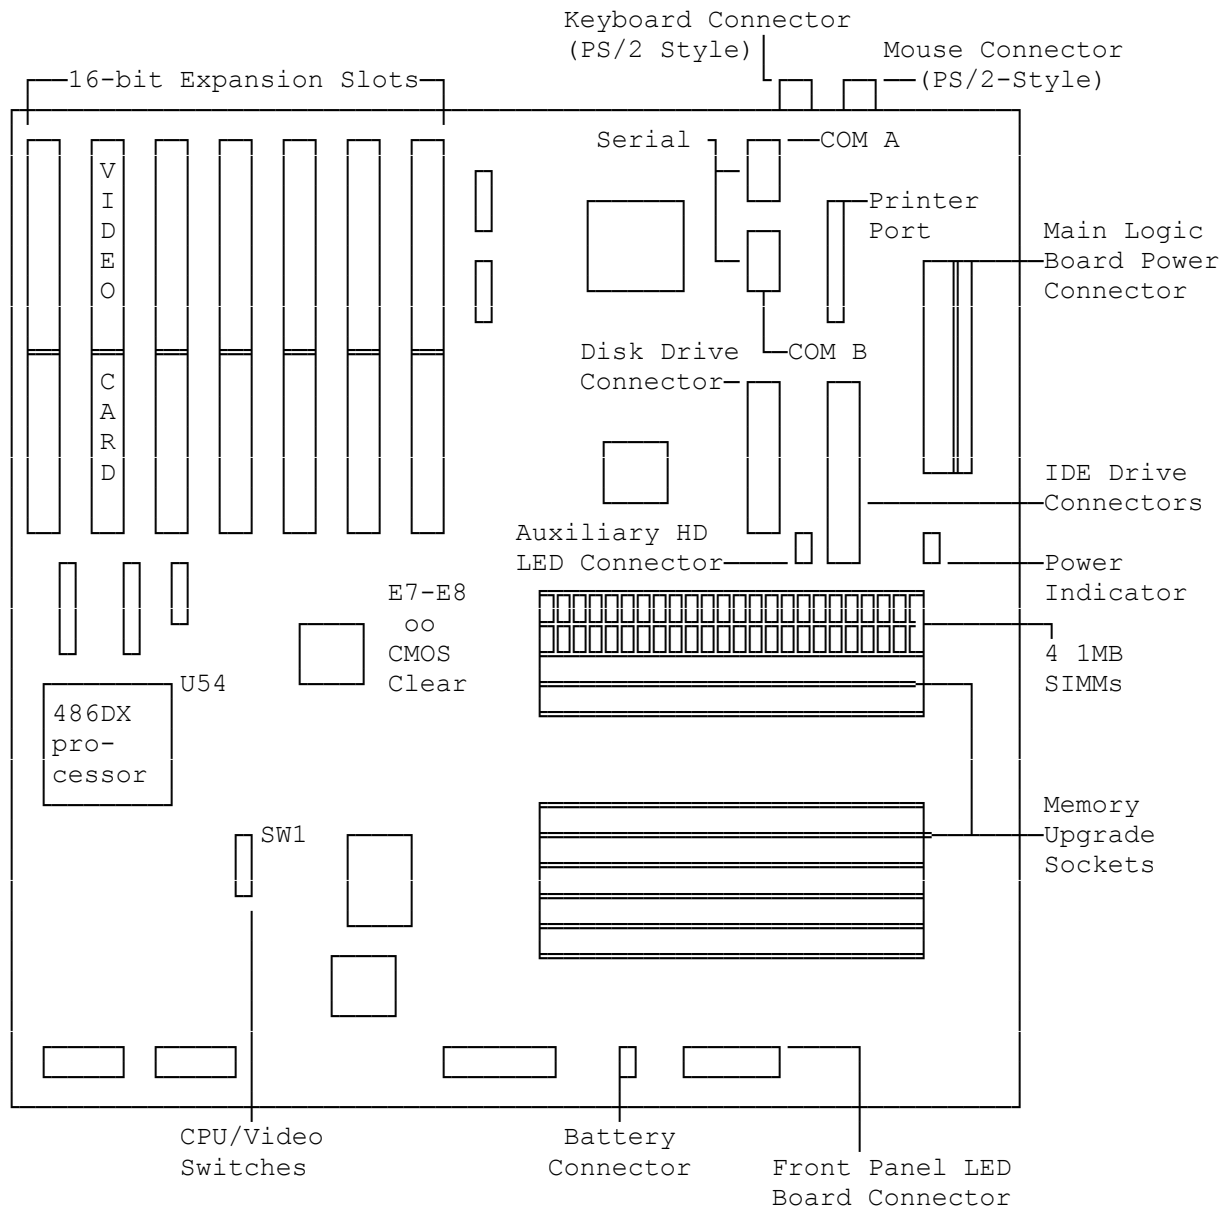 Keyboard Connector
(PS/2 Style)
Mouse Connector
(PS/2-Style)
16-bit Expansion Slots
Serial
COM A
VIDEO
CARD
Printer
Port
Main Logic
Board Power
Connector
Disk Drive
Connector
COM B
IDE Drive
Connectors
Auxiliary HD
LED Connector
Power
Indicator
E7-E8
oo
CMOS
Clear
4 1MB
SIMMs
U54
486DX
pro-
cessor
SW1
Memory
Upgrade
Sockets
CPU/Video
Switches
Battery
Connector
Front Panel LED
Board Connector